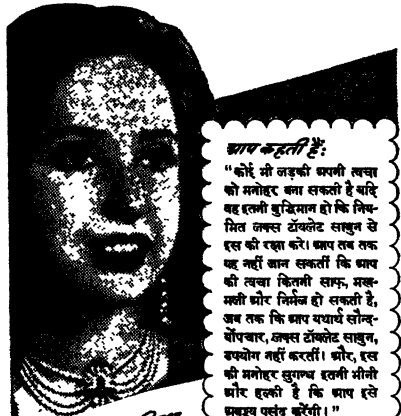 आप कहती हैं:
“कोई भी लड़की अपनी त्वचा
को मनोहर बना सकती है यदि
वह इतनी बुद्धिमान हो कि निय-
मित लक्स टॉयलेट साबुन से
इस की रक्षा करे। आप तब तक
यह नहीं जान सकतीं कि आप
की त्वचा कितनी साफ, मख-
मली और निर्मल हो सकती है,
जब तक कि आप यथार्थ सौन्द-
र्योपचार, लक्स टॉयलेट साबुन,
उपयोग नहीं करतीं। और, इस
की मनोहर सुगन्ध इतनी भीनी
और हल्की है कि आप इसे
अवश्य पसंद करेंगी।”